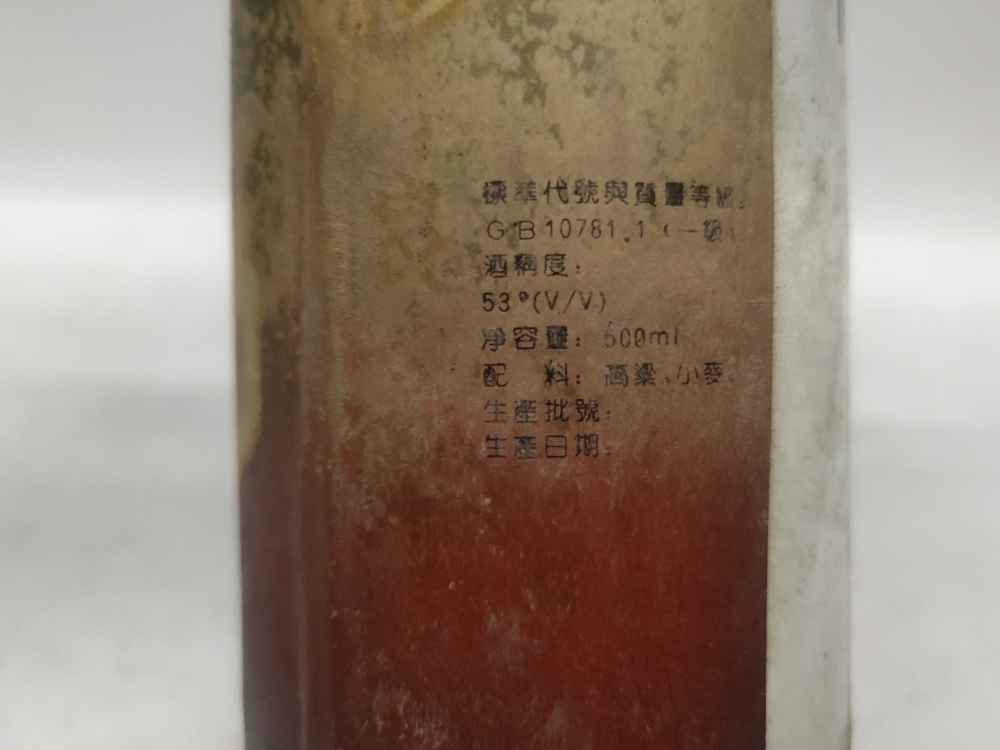 標準代號與質量等級:
GB10781.1(一級)
酒精度:
53°(V/V)
净容量: 500ml
配 料: 高粱、小麥、
生產批號:
生產日期: